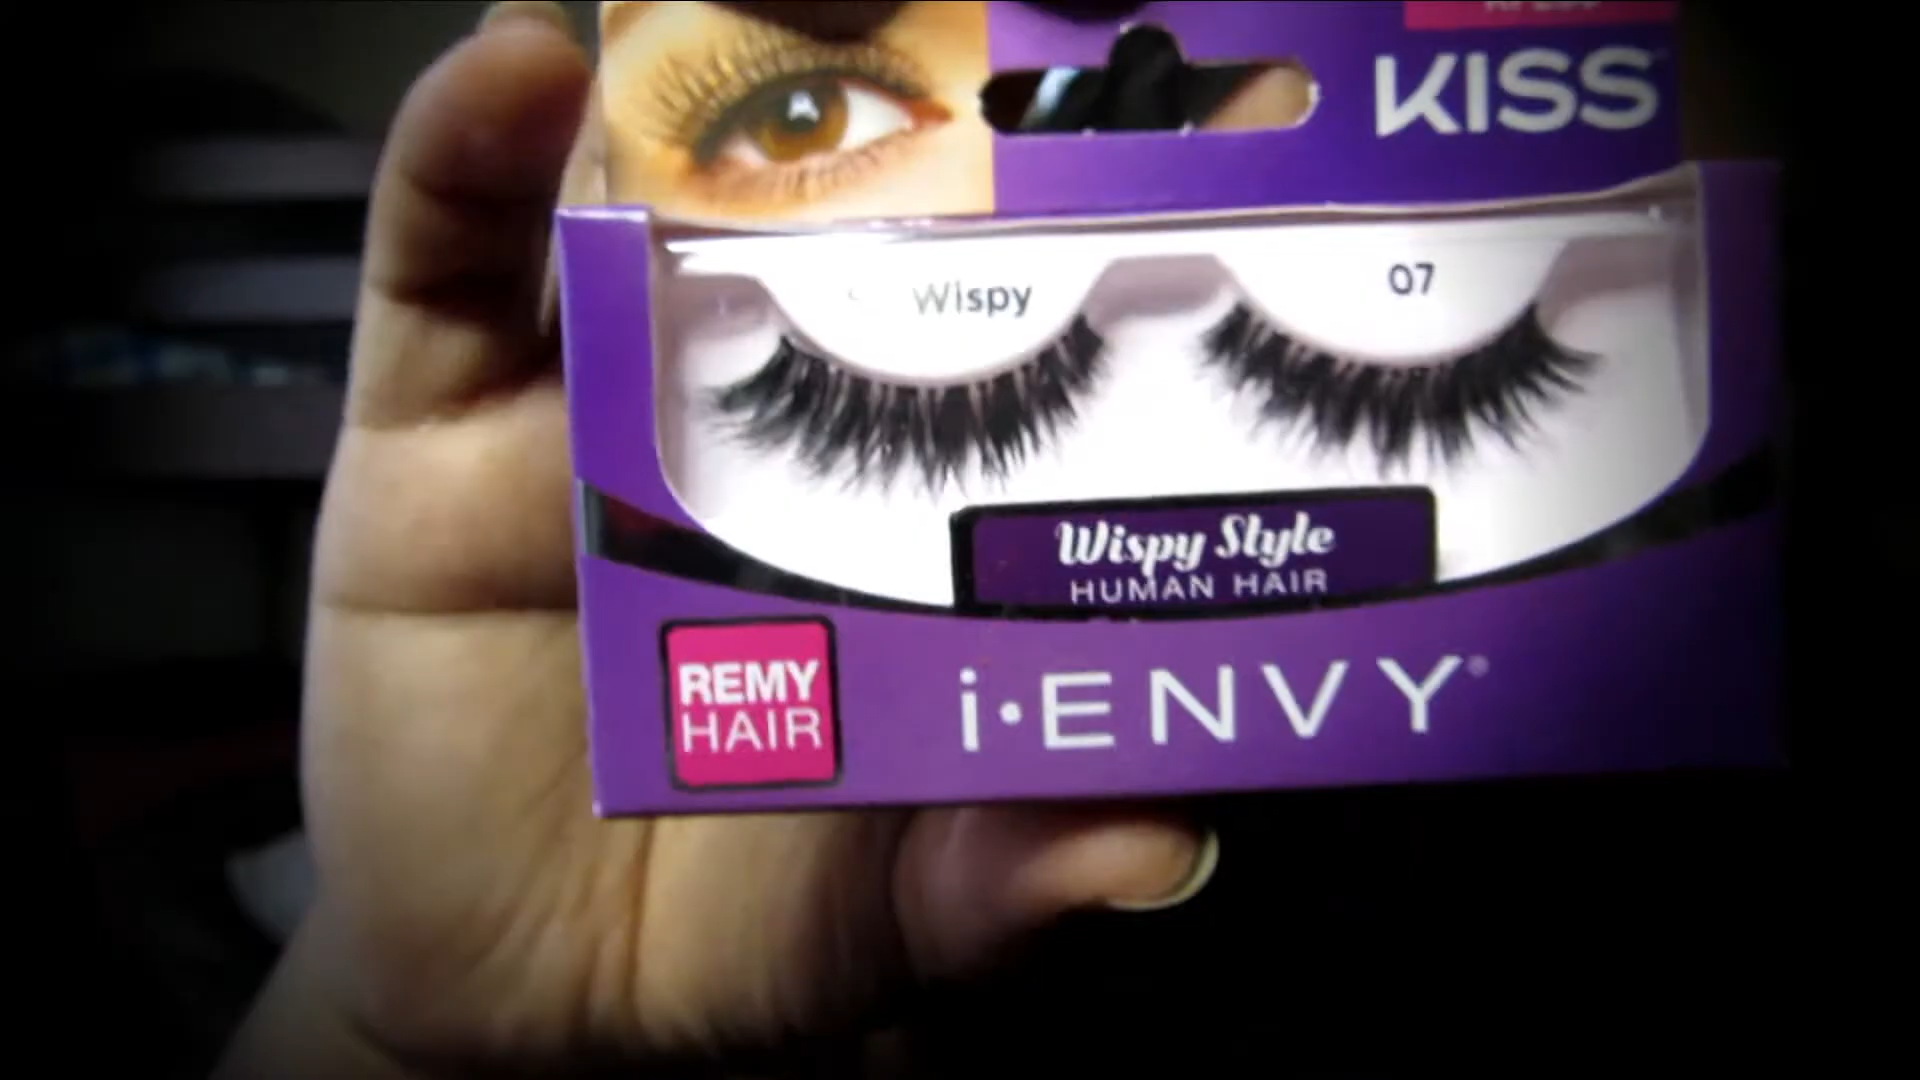 KISS
Wispy
07
Wispy Style
HUMAN HAIR
REMY
HAIR
i•ENVY®